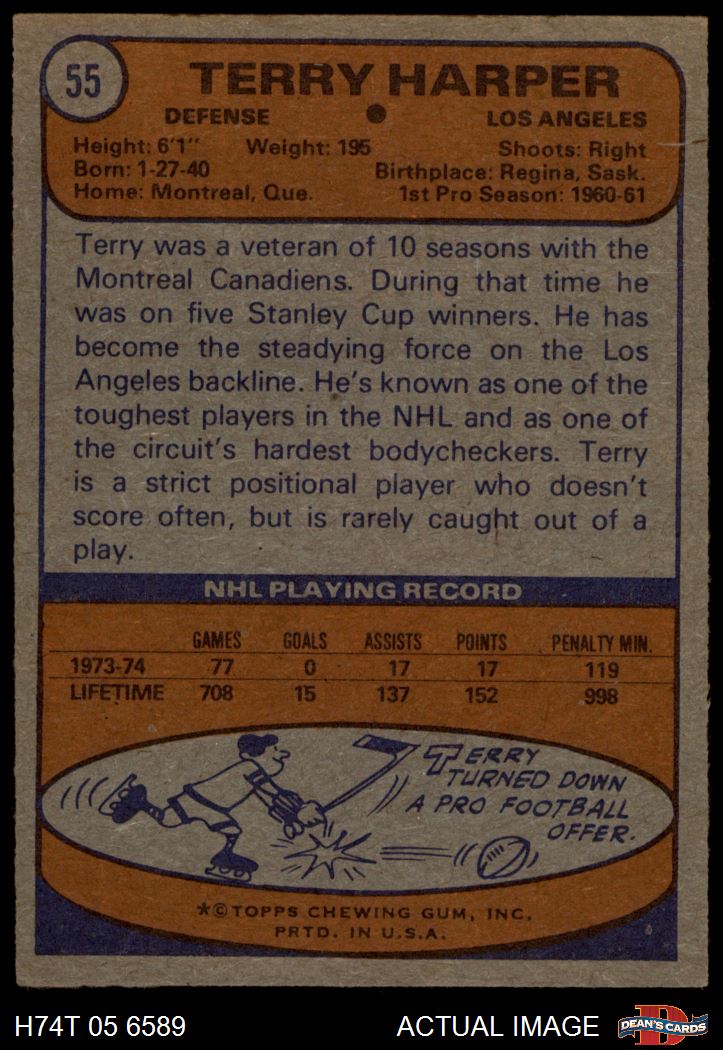 55
TERRY HARPER
DEFENSE • LOS ANGELES
Height: 6'1" Weight: 195 Shoots: Right
Born: 1-27-40 Birthplace: Regina, Sask.
Home: Montreal, Que. 1st Pro Season: 1960-61
Terry was a veteran of 10 seasons with the
Montreal Canadiens. During that time he
was on five Stanley Cup winners. He has
become the steadying force on the Los
Angeles backline. He's known as one of the
toughest players in the NHL and as one of
the circuit's hardest bodycheckers. Terry
is a strict positional player who doesn't
score often, but is rarely caught out of a
play.
NHL PLAYING RECORD
GAMES GOALS ASSISTS POINTS PENALTY MIN.
1973-74 77 0 17 17 119
LIFETIME 708 15 137 152 998
TERRY
TURNED DOWN
A PRO FOOTBALL
OFFER.
*©TOPPS CHEWING GUM, INC.
PRTD. IN U.S.A.
H74T 05 6589 ACTUAL IMAGE
D
DEAN'S CARDS